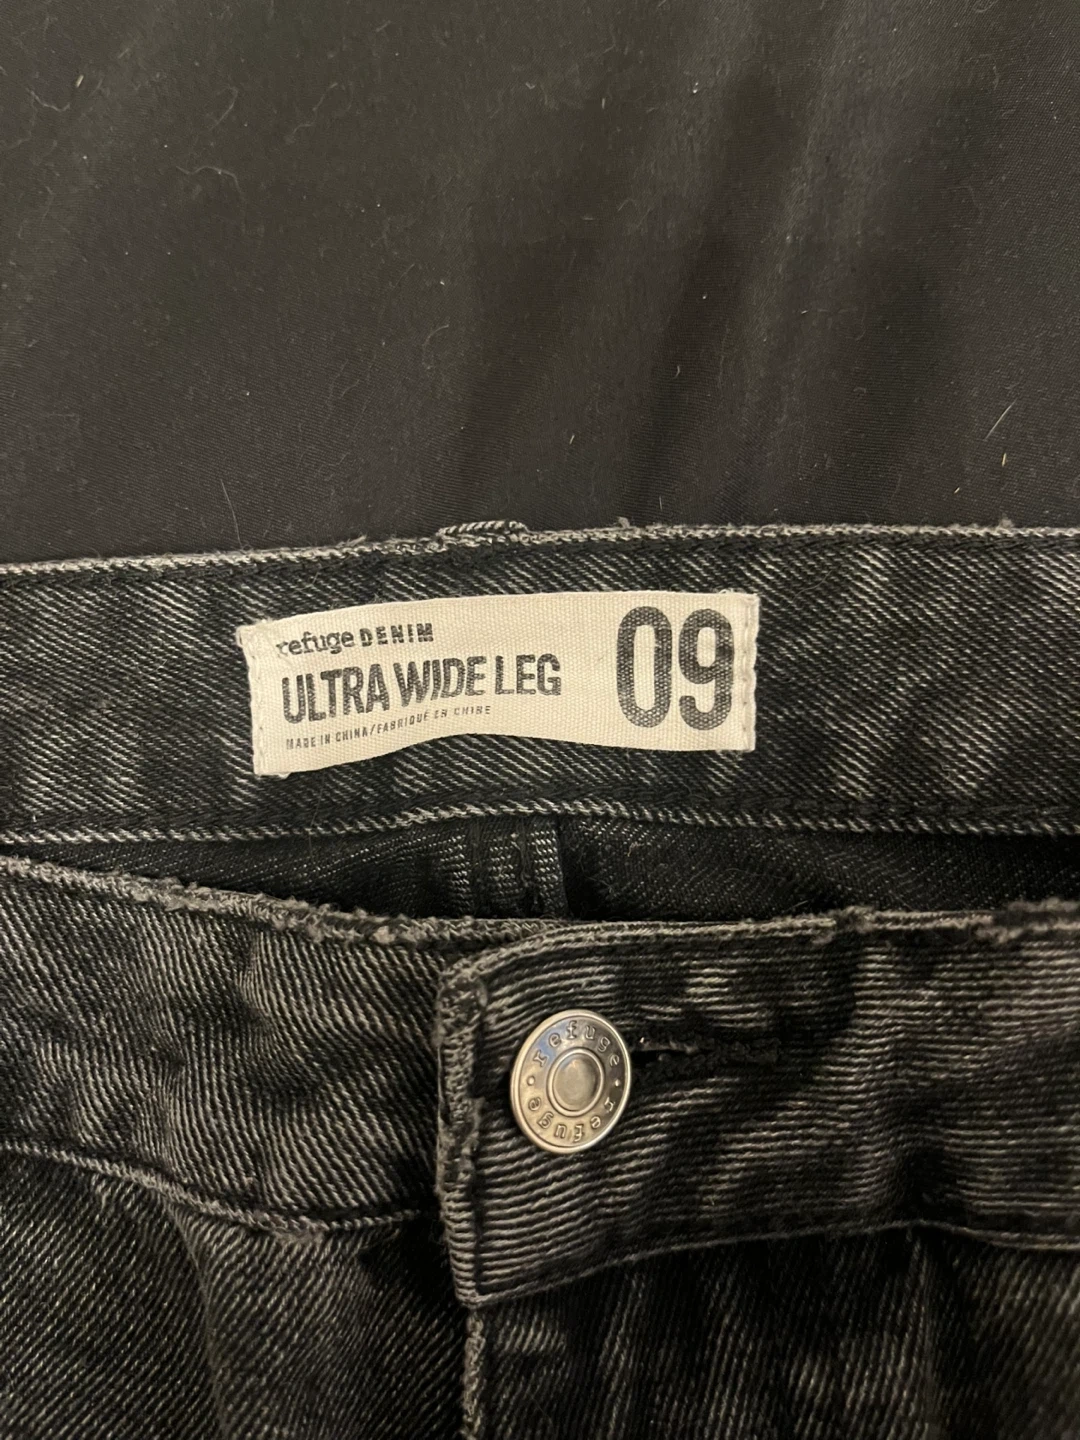 refuge DENIM
ULTRA WIDE LEG
MADE IN CHINA/FABRIQUÉ EN CHINE
09
refuge
refuge